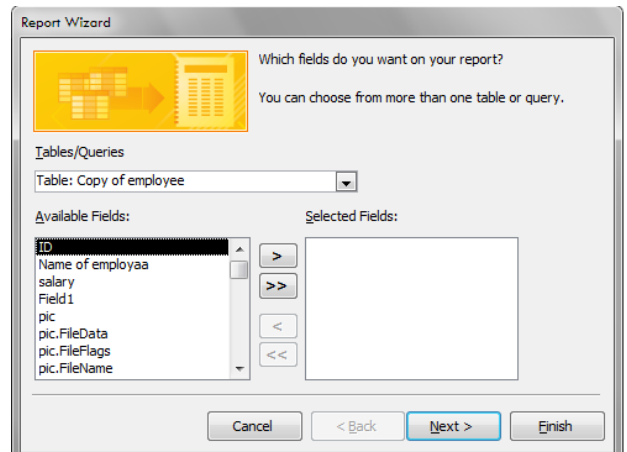 Report Wizard
Which fields do you want on your report?
You can choose from more than one table or query.
Tables/Queries
Table: Copy of employee
Available Fields:
Selected Fields:
ID
Name of employaa
salary
Field1
pic
pic.FileData
pic.FileFlags
pic.FileName
>
>>
<
<<
Cancel
< Back
Next >
Finish